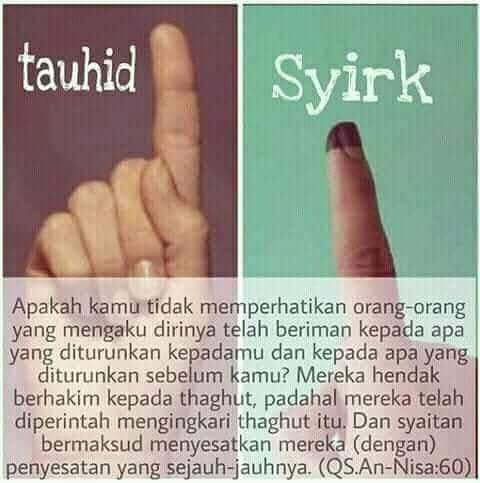 tauhid
Syirk
Apakah kamu tidak memperhatikan orang-orang
yang mengaku dirinya telah beriman kepada apa
yang diturunkan kepadamu dan kepada apa yang
diturunkan sebelum kamu? Mereka hendak
berhakim kepada thaghut, padahal mereka telah
diperintah mengingkari thaghut itu. Dan syaitan
bermaksud menyesatkan mereka (dengan)
penyesatan yang sejauh-jauhnya. (QS.An-Nisa:60)